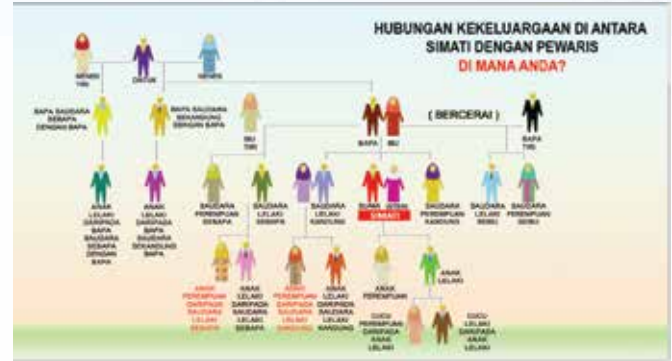 HUBUNGAN KEKELUARGAAN DI ANTARA
SIMATI DENGAN PEWARIS
DI MANA ANDA?
NENEK
TIRI
DATUK
NENEK
BAPA SAUDARA
SEBAPA
DENGAN BAPA
BAPA SAUDARA
SEKANDUNG
DENGAN BAPA
IBU
TIRI
BAPA
IBU
( BERCERAI )
BAPA
TIRI
ANAK
LELAKI
DARIPADA
BAPA
SAUDARA
SEBAPA
DENGAN
BAPA
ANAK
LELAKI
DARIPADA
BAPA
SAUDARA
SEKANDUNG
BAPA
SAUDARA
PEREMPUAN
SEBAPA
SAUDARA
LELAKI
SEBAPA
SAUDARA
LELAKI
KANDUNG
SUAMI
ISTERI
SIMATI
SAUDARA
PEREMPUAN
KANDUNG
SAUDARA
LELAKI
SEIBU
SAUDARA
PEREMPUAN
SEIBU
ANAK
PEREMPUAN
DARIPADA
SAUDARA
LELAKI
SEBAPA
ANAK
LELAKI
DARIPADA
SAUDARA
LELAKI
SEBAPA
ANAK
PEREMPUAN
DARIPADA
SAUDARA
LELAKI
KANDUNG
ANAK
LELAKI
DARIPADA
SAUDARA
LELAKI
KANDUNG
ANAK
PEREMPUAN
ANAK
LELAKI
CUCU
PEREMPUAN
DARIPADA
ANAK
LELAKI
CUCU
LELAKI
DARIPADA
ANAK
LELAKI